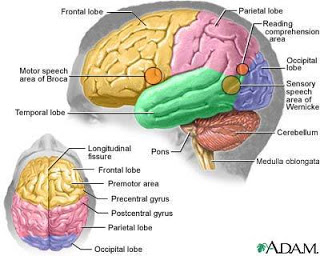 Frontal lobe
Parietal lobe
Reading
comprehension
area
Motor speech
area of Broca
Occipital
lobe
Sensory
speech
area of
Wernicke
Temporal lobe
Cerebellum
Pons
Medulla oblongata
Longitudinal
fissure
Frontal lobe
Premotor area
Precentral gyrus
Postcentral gyrus
Parietal lobe
Occipital lobe
A.D.A.M.